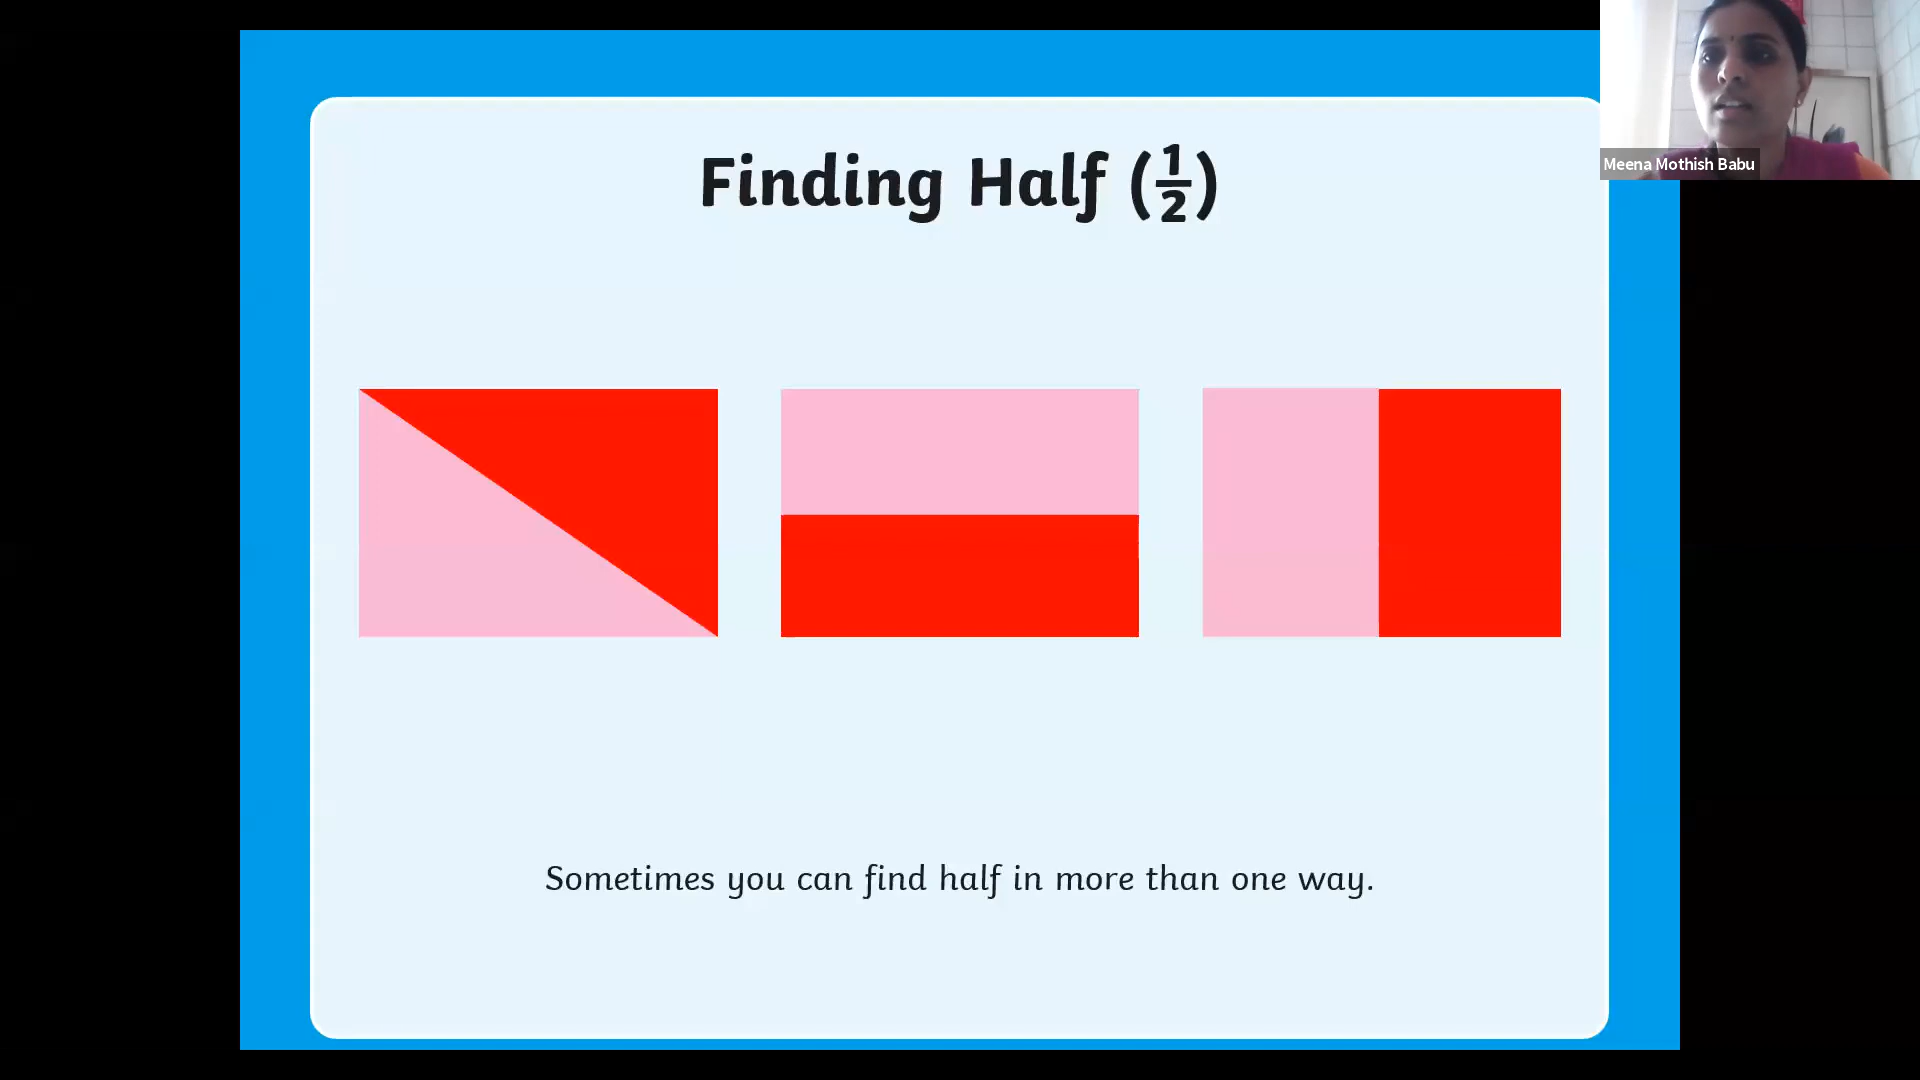 Finding Half (1/2)
Meena Mothish Babu
Sometimes you can find half in more than one way.